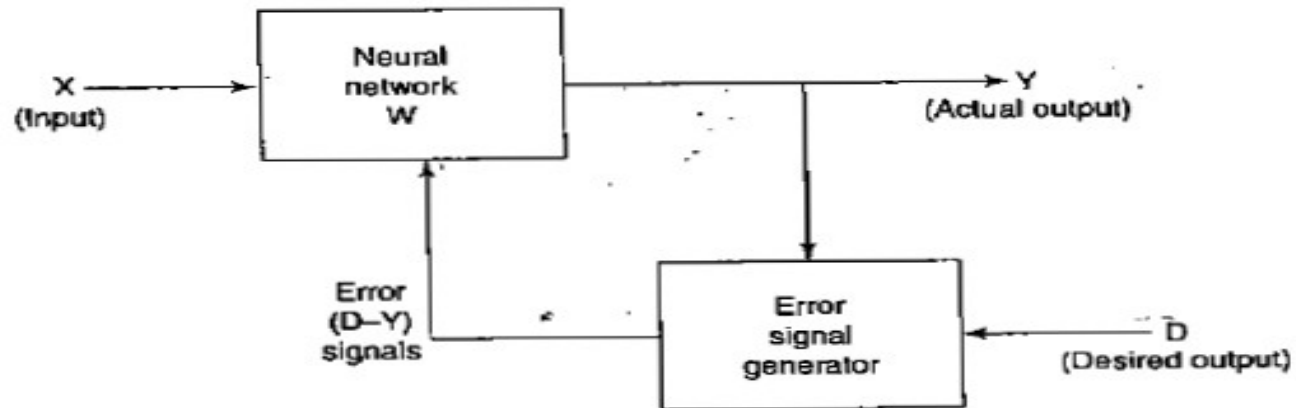 Neural
network
W
X
(Input)
Y
(Actual output)
Error
(D–Y)
signals
Error
signal
generator
D
(Desired output)